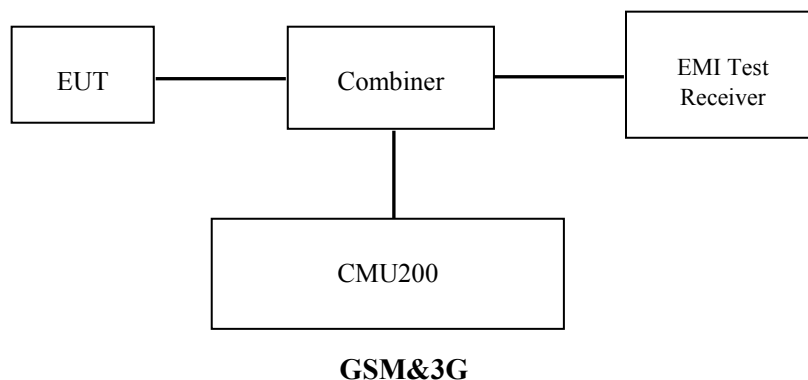 EUT
Combiner
EMI Test
Receiver
CMU200
GSM&3G